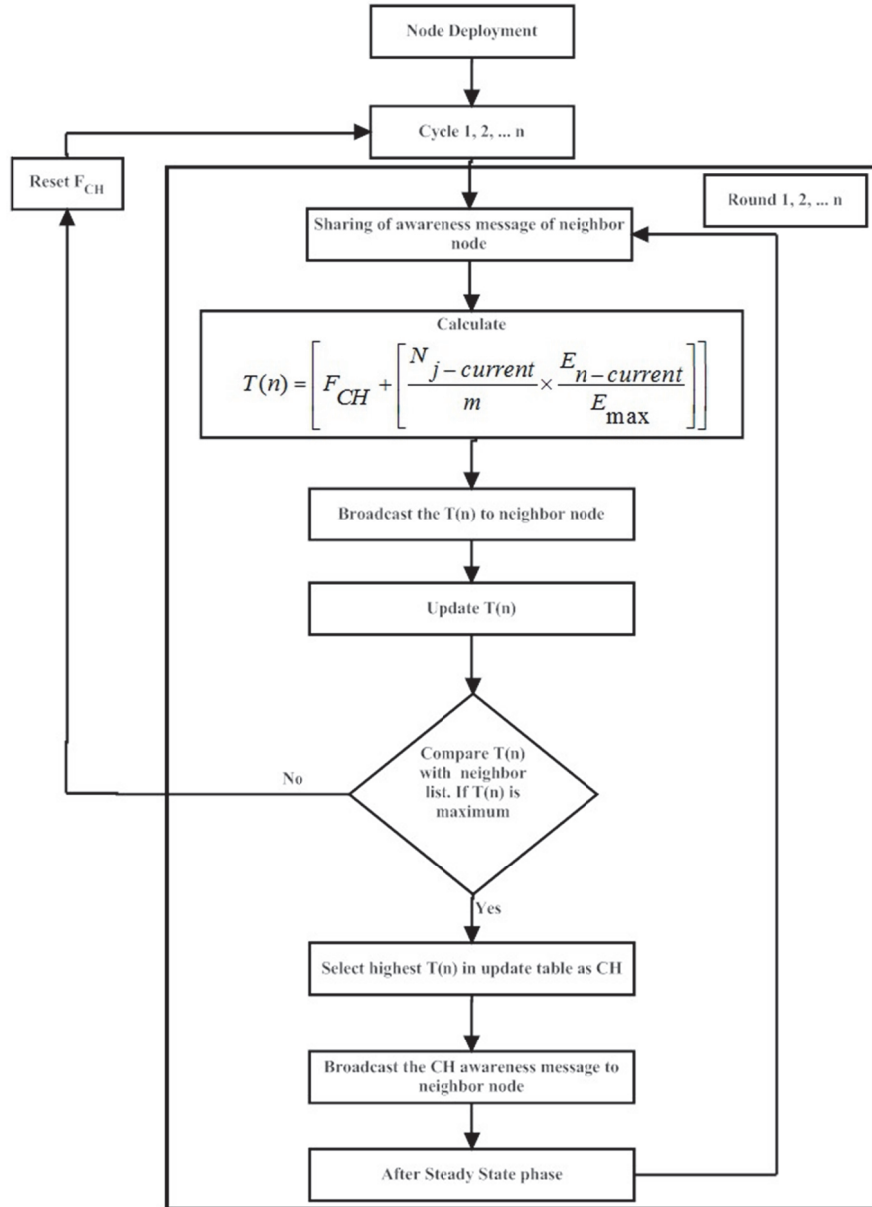 Node Deployment
Cycle 1, 2, ... n
Reset F_CH
Round 1, 2, ... n
Sharing of awareness message of neighbor
node
Calculate
T(n) = [F_CH + [N_j-current / m × E_n-current / E_max]]
Broadcast the T(n) to neighbor node
Update T(n)
Compare T(n)
with neighbor
list. If T(n) is
maximum
No
Yes
Select highest T(n) in update table as CH
Broadcast the CH awareness message to
neighbor node
After Steady State phase